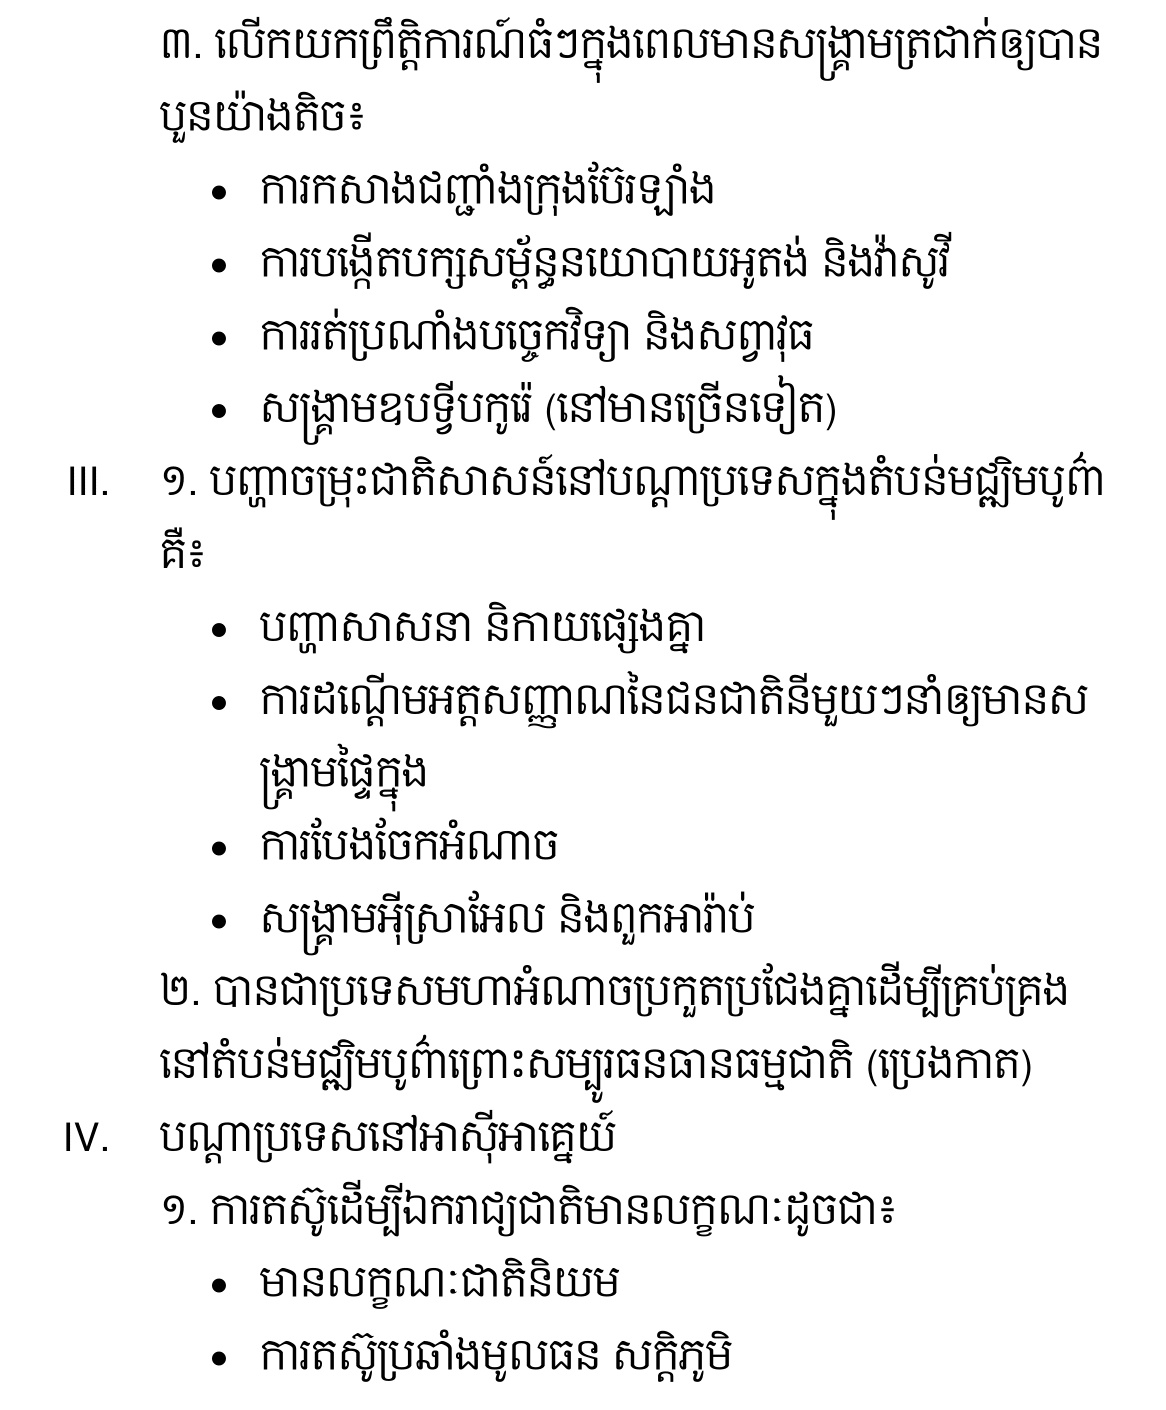 ៣. លើកយកព្រឹត្តិការណ៍ធំៗក្នុងពេលមានសង្គ្រាមត្រជាក់ឲ្យបាន
បួនយ៉ាងតិច៖
• ការកសាងជញ្ជាំងក្រុងប៊ែរឡាំង
• ការបង្កើតបក្សសម្ព័ន្ធនយោបាយអូតង់ និងវ៉ាសូវី
• ការរត់ប្រណាំងបច្ចេកវិទ្យា និងសព្វាវុធ
• សង្គ្រាមឧបទ្វីបកូរ៉េ (នៅមានច្រើនទៀត)
III. ១. បញ្ហាចម្រុះជាតិសាសន៍នៅបណ្តាប្រទេសក្នុងតំបន់មជ្ឍិមបូព៌ា
គឺ៖
• បញ្ហាសាសនា និកាយផ្សេងគ្នា
• ការដណ្តើមអត្តសញ្ញាណនៃជនជាតិនីមួយៗនាំឲ្យមានស
ង្គ្រាមផ្ទៃក្នុង
• ការបែងចែកអំណាច
• សង្គ្រាមអ៊ីស្រាអែល និងពួកអារ៉ាប់
២. បានជាប្រទេសមហាអំណាចប្រកួតប្រជែងគ្នាដើម្បីគ្រប់គ្រង
នៅតំបន់មជ្ឍិមបូព៌ាព្រោះសម្បូរធនធានធម្មជាតិ (ប្រេងកាត)
IV. បណ្តាប្រទេសនៅអាស៊ីអាគ្នេយ៍
១. ការតស៊ូដើម្បីឯករាជ្យជាតិមានលក្ខណៈដូចជា៖
• មានលក្ខណៈជាតិនិយម
• ការតស៊ូប្រឆាំងមូលធន សក្តិភូមិ